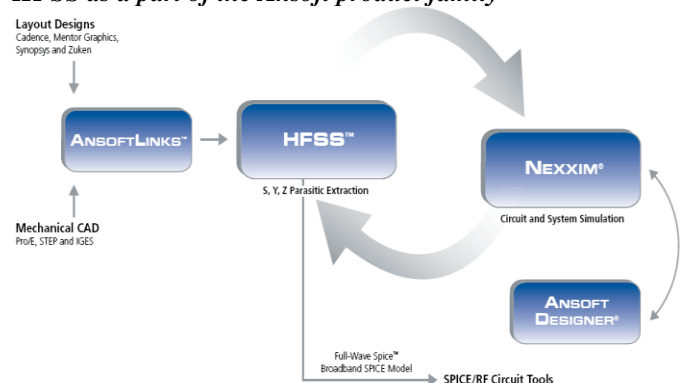 HFSS as a part of the Ansoft product family
Layout Designs
Cadence, Mentor Graphics,
Synopsys and Zuken
ANSOFTLINKS™
HFSS™
NEXXIM®
S, Y, Z Parasitic Extraction
Circuit and System Simulation
Mechanical CAD
Pro/E, STEP and IGES
ANSOFT
DESIGNER®
Full-Wave Spice™
Broadband SPICE Model
SPICE/RF Circuit Tools